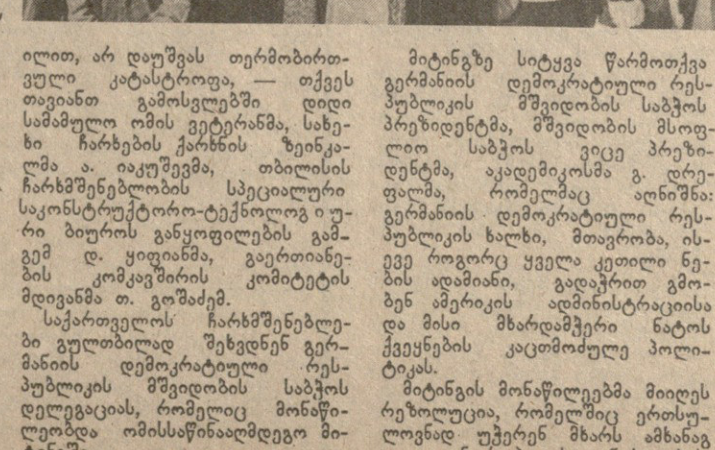 ილით, არ დაუშვას თერმობირთ-
ვული კატასტროფა, — თქვეს
თავიანთ გამოსვლებში დიდი
სამამულო ომის ვეტერანმა, სახე-
ხი ჩარხების ქარხნის ზეინკა-
ლმა ა. იაკუშევმა, თბილისის
ჩარხმშენებლობის სპეციალური
საკონსტრუქტორო-ტექნოლოგიუ-
რი ბიუროს განყოფილების გამ-
გემ დ. ყიფიანმა, გაერთიანე-
ბის კომკავშირის კომიტეტის
მდივანმა თ. გოშაძემ.
საქართველოს ჩარხმშენებლე-
ბი გულთბილად შეხვდნენ გერ-
მანიის დემოკრატიული რეს-
პუბლიკის მშვიდობის საბჭოს
დელეგაციას, რომელიც მონაწი-
ლეობდა ომისსაწინააღმდეგო მი-
მიტინგზე სიტყვა წარმოთქვა
გერმანიის დემოკრატიული რეს-
პუბლიკის მშვიდობის საბჭოს
პრეზიდენტმა, მშვიდობის მსოფ-
ლიო საბჭოს ვიცე პრეზი-
დენტმა, აკადემიკოსმა გ. დრე-
ფალმა, რომელმაც აღნიშნა:
გერმანიის დემოკრატიული რეს-
პუბლიკის ხალხი, მთავრობა, ის-
ევე როგორც ყველა კეთილი ნე-
ბის ადამიანი, გადაჭრით გმო-
ბენ ამერიკის ადმინისტრაციისა
და მისი მხარდამჭერი ნატოს
ქვეყნების კაცთმოძულე პოლი-
ტიკას.
მიტინგის მონაწილეებმა მიიღეს
რეზოლუცია, რომელშიც ერთსუ-
ლოვნად უჭერენ მხარს ამხანაგ